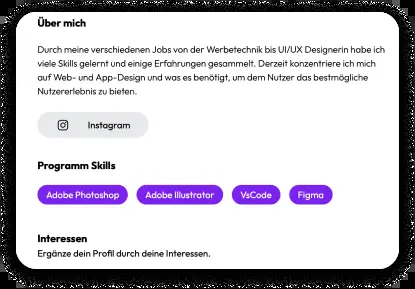 Über mich
Durch meine verschiedenen Jobs von der Werbetechnik bis UI/UX Designerin habe ich
viele Skills gelernt und einige Erfahrungen gesammelt. Derzeit konzentriere ich mich
auf Web- und App-Design und was es benötigt, um dem Nutzer das bestmögliche
Nutzererlebnis zu bieten.
Instagram
Programm Skills
Adobe Photoshop Adobe Illustrator VsCode Figma
Interessen
Ergänze dein Profil durch deine Interessen.